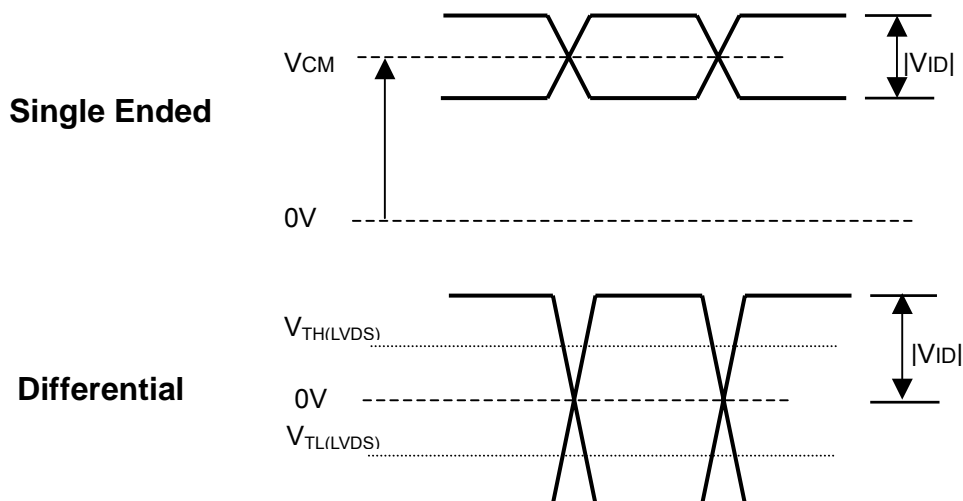 VCM
|VID|
Single Ended
0V
VTH(LVDS)
|VID|
Differential
0V
VTL(LVDS)